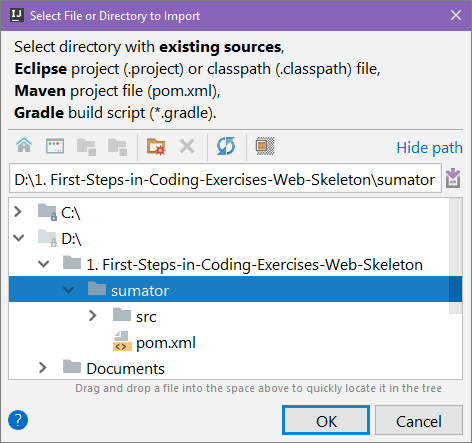 IJ Select File or Directory to Import
Select directory with existing sources,
Eclipse project (.project) or classpath (.classpath) file,
Maven project file (pom.xml),
Gradle build script (*.gradle).
Hide path
D:\1. First-Steps-in-Coding-Exercises-Web-Skeleton\sumator
C:\
D:\
1. First-Steps-in-Coding-Exercises-Web-Skeleton
sumator
src
pom.xml
Documents
Drag and drop a file into the space above to quickly locate it in the tree
? OK Cancel